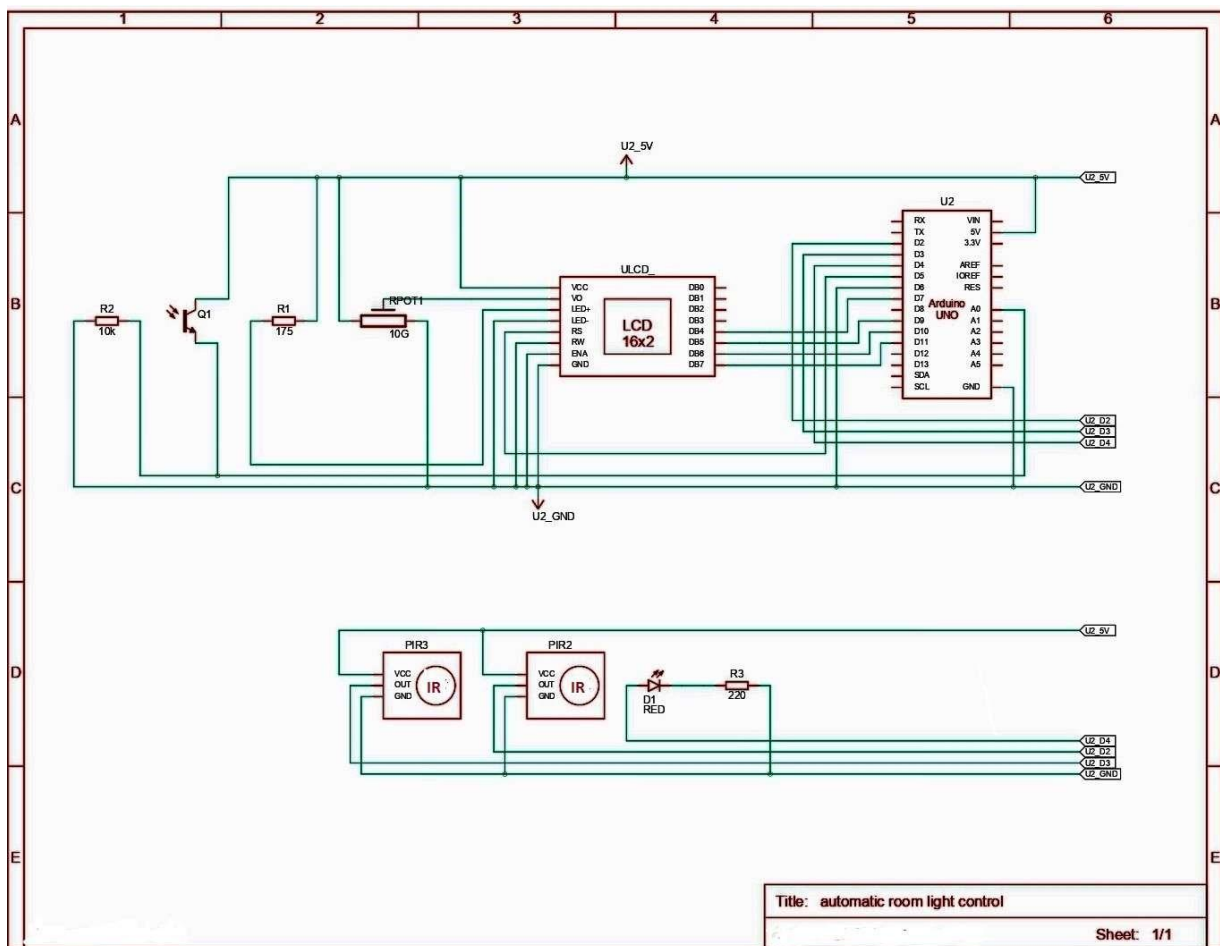 1 2 3 4 5 6
A A
U2_5V
U2_5V
U2
RX VIN
TX 5V
D2 3.3V
D3
D4 AREF
D5 IOREF
D6 RES
D7
D8 A0
D9 A1
D10 A2
D11 A3
D12 A4
D13 A5
SDA
SCL GND
Arduino
UNO
B B
ULCD_
VCC DB0
VO DB1
LED+ DB2
LED- DB3
RS DB4
RW DB5
ENA DB6
GND DB7
LCD
16x2
R2
10k
Q1
R1
175
RPOT1
10G
U2_D2
U2_D3
U2_D4
C C
U2_GND
U2_GND
U2_5V
D D
PIR3
VCC
OUT
GND
IR
PIR2
VCC
OUT
GND
IR
D1
RED
R3
220
U2_D4
U2_D2
U2_D3
U2_GND
E E
Title: automatic room light control
Sheet: 1/1